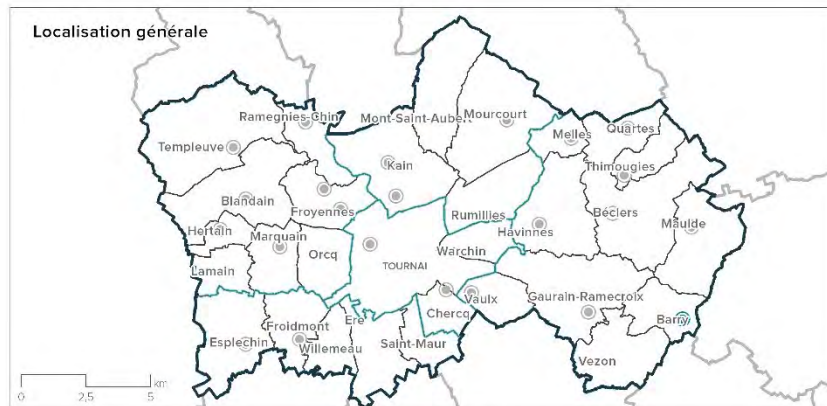 Localisation générale
Ramegnies-Chin
Mont-Saint-Aubert
Mourcourt
Melles
Quartes
Templeuve
Kain
Thimougies
Blandain
Froyennes
Rumillies
Béclers
Maulde
Hertain
Marquain
Orcq
Havinnes
Warchin
Lamain
TOURNAI
Vaulx
Gaurain-Ramecroix
Chercq
Barry
Ere
Froidmont
Esplechin
Willemeau
Saint-Maur
Vezon
km
0 2,5 5